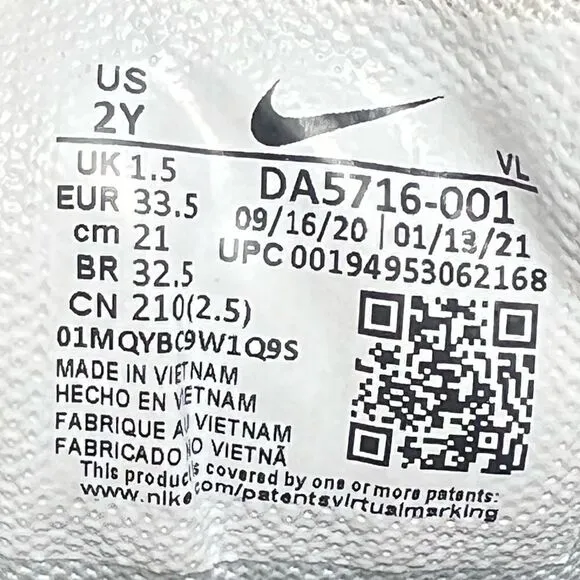 US
2Y
VL
UK 1.5
EUR 33.5
cm 21
BR 32.5
CN 210(2.5)
DA5716-001
09/16/20 | 01/13/21
UPC 00194953062168
01MQYBC9W1Q9S
MADE IN VIETNAM
HECHO EN VIETNAM
FABRIQUE AU VIETNAM
FABRICADO NO VIETNÃ
This product is covered by one or more patents:
www.nike.com/patentsvirtualmarking